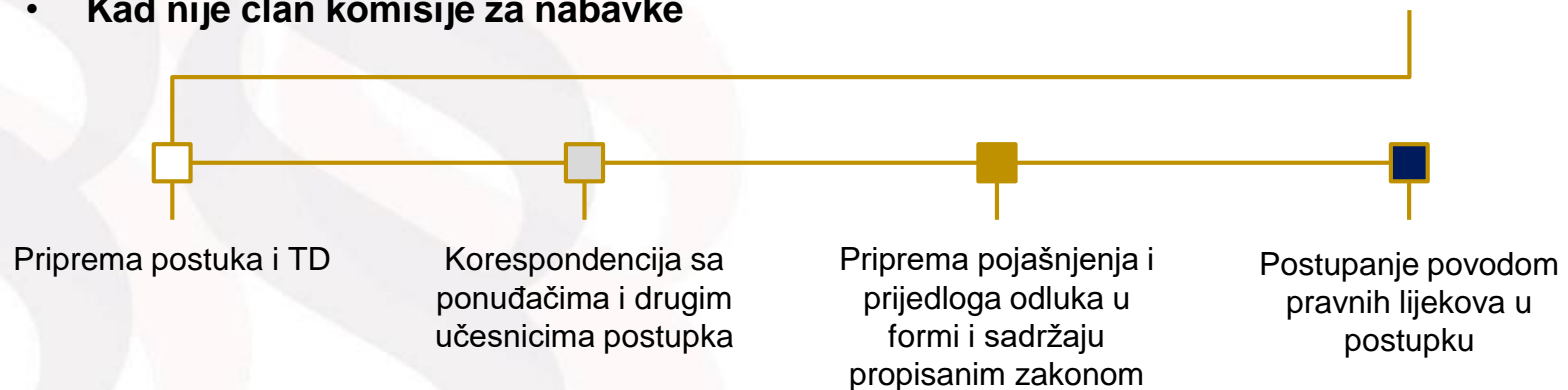 • Kad nije član komisije za nabavke
Priprema postuka i TD
Korespondencija sa
ponuđačima i drugim
učesnicima postupka
Priprema pojašnjenja i
prijedloga odluka u
formi i sadržaju
propisanim zakonom
Postupanje povodom
pravnih lijekova u
postupku